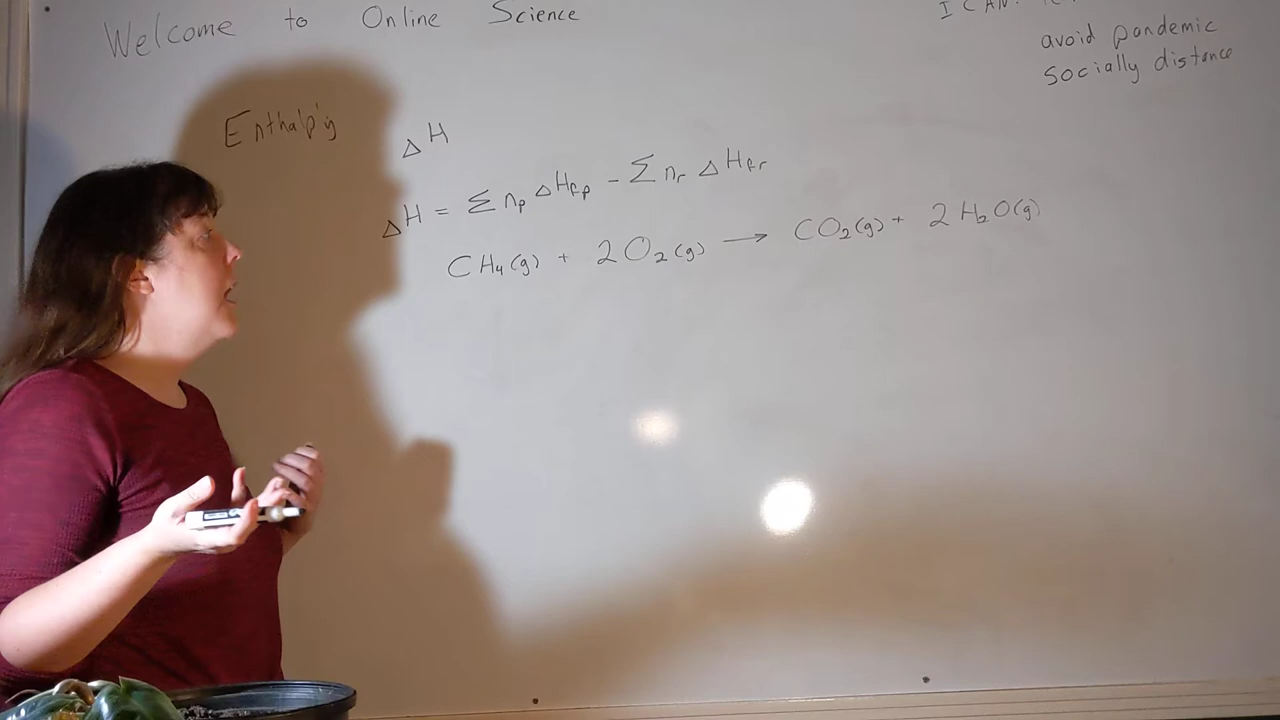 Welcome to Online Science
I CAN:
avoid pandemic
socially distance
Enthalpy ΔH
ΔH = Σ nₚ ΔHfₚ - Σ nᵣ ΔHfᵣ
CH₄(g) + 2O₂(g) → CO₂(g) + 2H₂O(g)